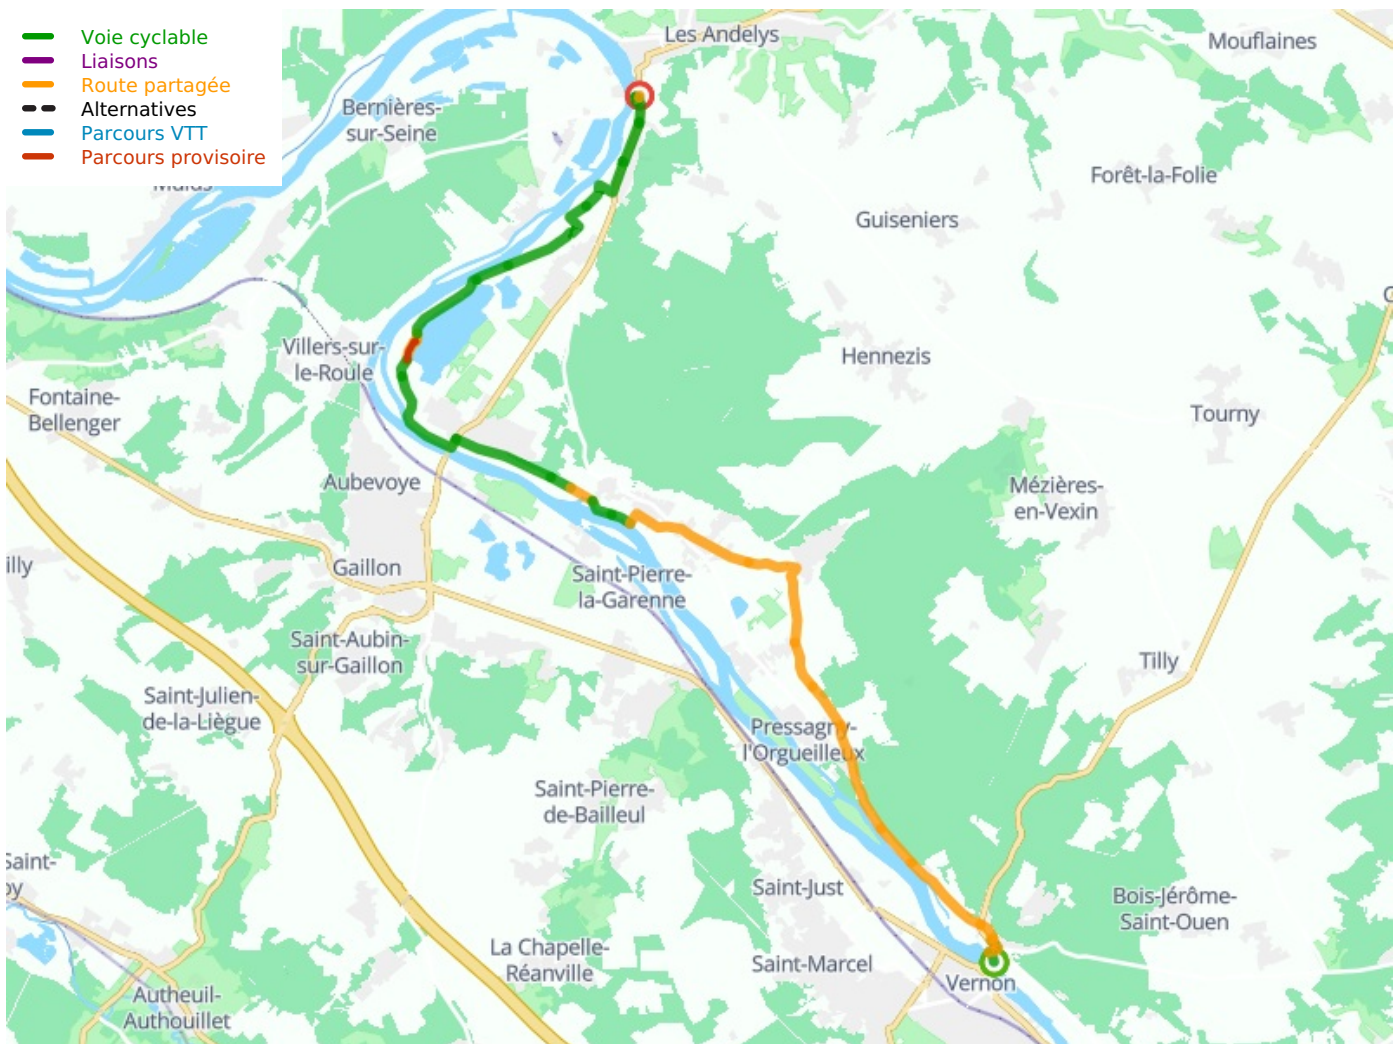 Voie cyclable
Liaisons
Route partagée
Alternatives
Parcours VTT
Parcours provisoire
Les Andelys
Mouflaines
Bernières-
sur-Seine
Forêt-la-Folie
Guiseniers
Villers-sur-
le-Roule
Hennezis
Fontaine-
Bellenger
Tourny
Aubevoye
Mézières-
en-Vexin
illy
Gaillon
Saint-Pierre-
la-Garenne
Saint-Aubin-
sur-Gaillon
Tilly
Saint-Julien-
de-la-Liègue
Pressagny-
l'Orgueilleux
Saint-Pierre-
de-Bailleul
Saint-
oy
Saint-Just
Bois-Jérôme-
Saint-Ouen
La Chapelle-
Réanville
Saint-Marcel
Vernon
Autheuil-
Authouillet